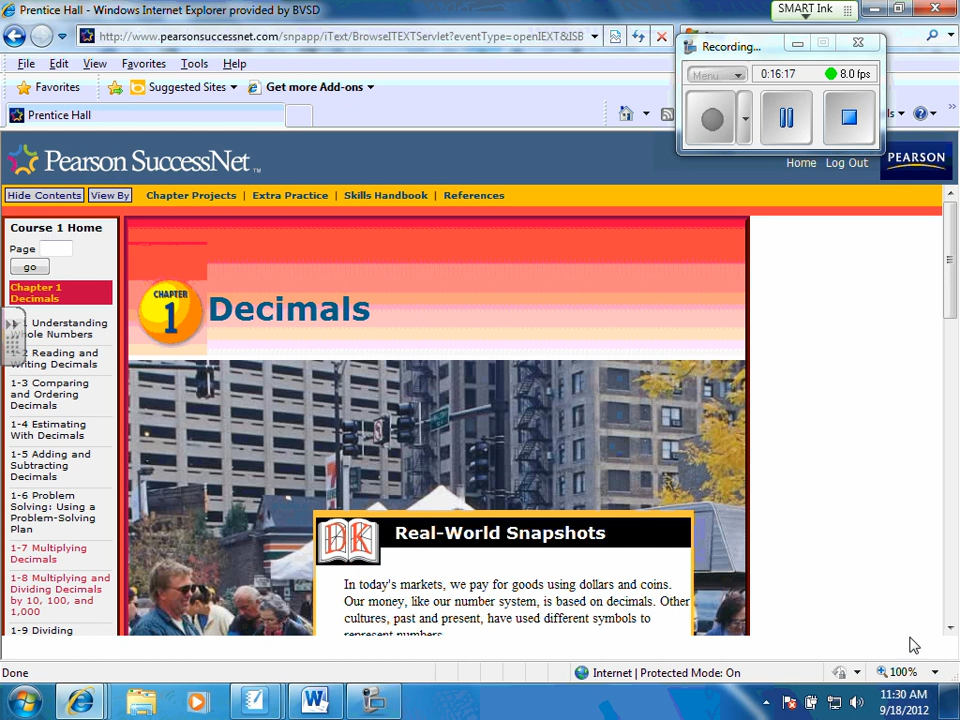 Prentice Hall - Windows Internet Explorer provided by BVSD
SMART Ink
http://www.pearsonsuccessnet.com/snpapp/iText/BrowseITEXTServlet?eventType=openIEXT&ISB
File Edit View Favorites Tools Help
Favorites Suggested Sites Get more Add-ons
Prentice Hall
Recording...
Menu 0:16:17 8.0 fps
Pearson SuccessNet™
Home Log Out
PEARSON
Hide Contents View By Chapter Projects | Extra Practice | Skills Handbook | References
Course 1 Home
Page
go
Chapter 1
Decimals
1 Understanding
Whole Numbers
1-2 Reading and
Writing Decimals
1-3 Comparing
and Ordering
Decimals
1-4 Estimating
With Decimals
1-5 Adding and
Subtracting
Decimals
1-6 Problem
Solving: Using a
Problem-Solving
Plan
1-7 Multiplying
Decimals
1-8 Multiplying and
Dividing Decimals
by 10, 100, and
1,000
1-9 Dividing
CHAPTER
1
Decimals
DK
Real-World Snapshots
In today's markets, we pay for goods using dollars and coins.
Our money, like our number system, is based on decimals. Other
cultures, past and present, have used different symbols to
represent numbers.
Done
Internet | Protected Mode: On
100%
11:30 AM
9/18/2012